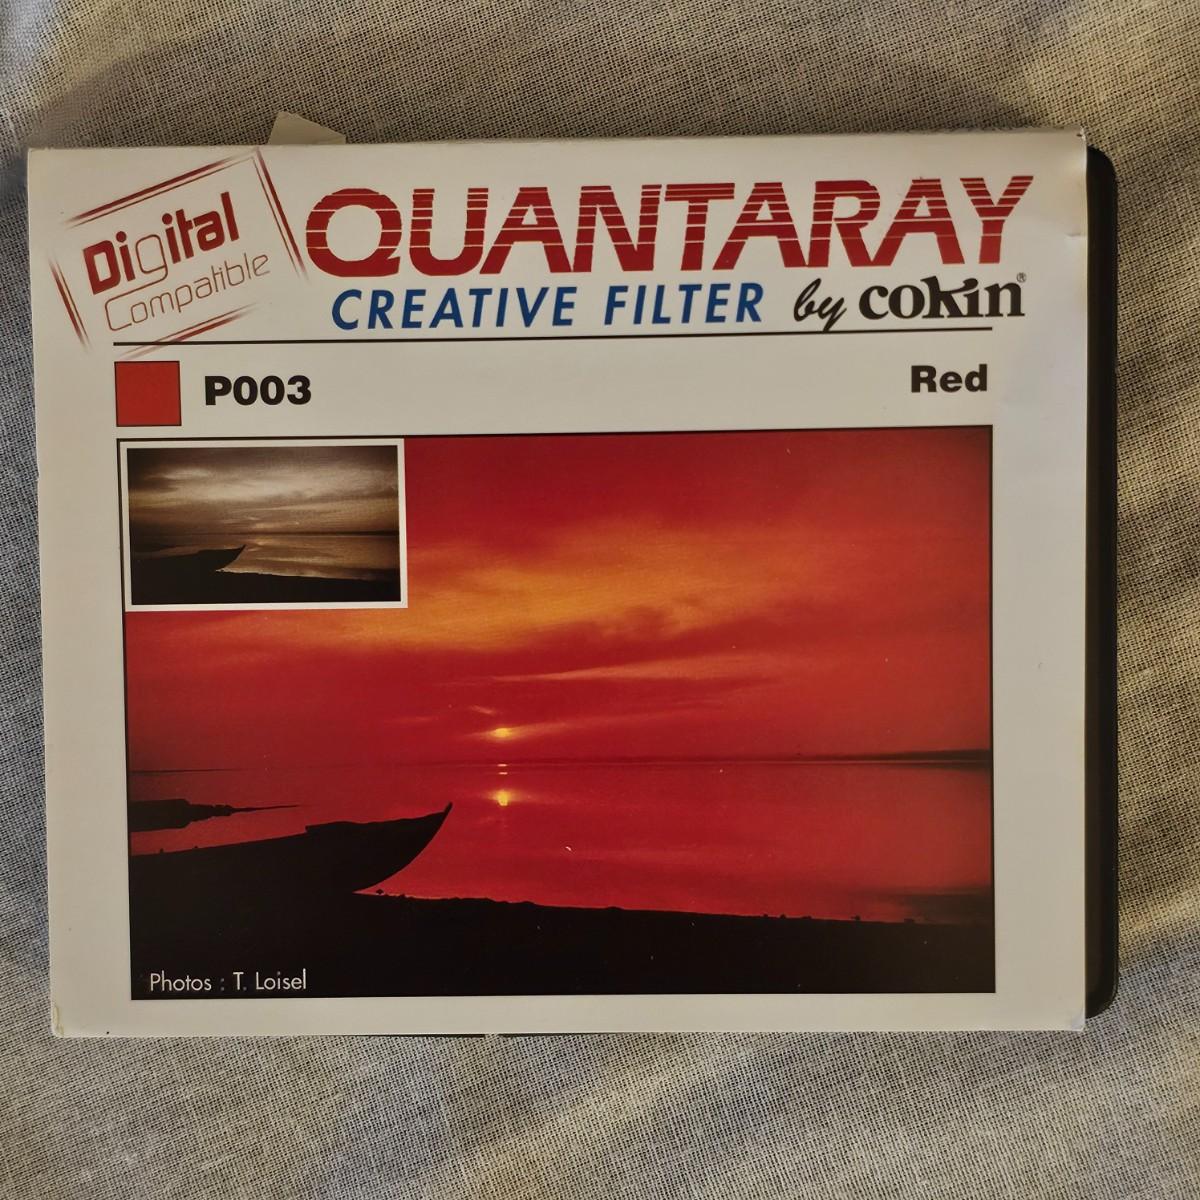 Digital
Compatible
QUANTARAY
CREATIVE FILTER by cokin®
P003
Red
Photos : T. Loisel